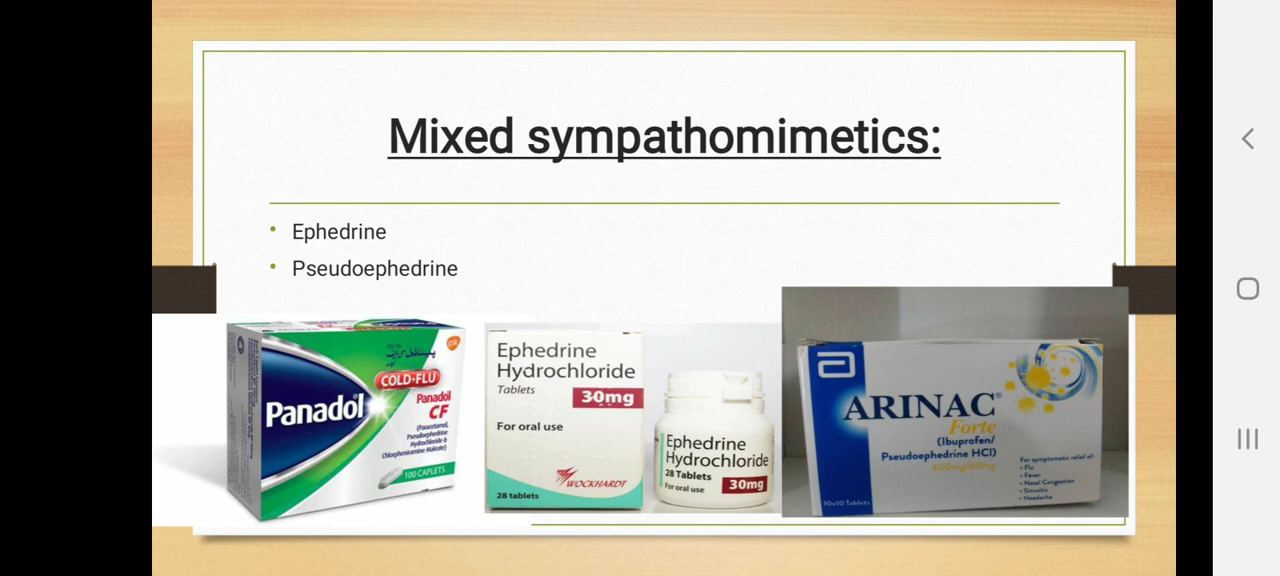 Mixed sympathomimetics:
Ephedrine
Pseudoephedrine
COLD+FLU
Panadol
Panadol
CF
(Paracetamol,
Pseudoephedrine
Hydrochloride &
Chlorpheniramine Maleate)
100 CAPLETS
gsk
Ephedrine
Hydrochloride
Tablets
30mg
For oral use
WOCKHARDT
28 tablets
Ephedrine
Hydrochloride
28 Tablets
For oral use
30mg
ARINAC®
Forte
(Ibuprofen/
Pseudoephedrine HCl)
400mg/60mg
For symptomatic relief of:
• Flu
• Fever
• Nasal Congestion
• Sinusitis
• Headache
10x10 Tablets